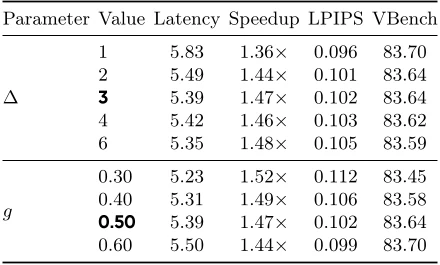 Parameter Value Latency Speedup LPIPS VBench
1 5.83 1.36× 0.096 83.70
2 5.49 1.44× 0.101 83.64
Δ 3 5.39 1.47× 0.102 83.64
4 5.42 1.46× 0.103 83.62
6 5.35 1.48× 0.105 83.59
0.30 5.23 1.52× 0.112 83.45
0.40 5.31 1.49× 0.106 83.58
g 0.50 5.39 1.47× 0.102 83.64
0.60 5.50 1.44× 0.099 83.70